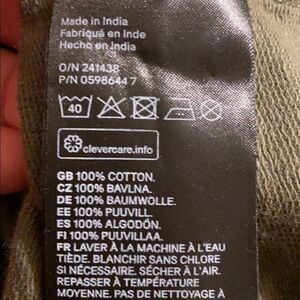 Made in India
Fabriqué en Inde
Hecho en India
O/N 241438
P/N 0598644 7
40
clevercare.info
GB 100% COTTON.
CZ 100% BAVLNA.
DE 100% BAUMWOLLE.
EE 100% PUUVILL.
ES 100% ALGODÓN.
FI 100% PUUVILLAA.
FR LAVER À LA MACHINE À L'EAU
TIÈDE. BLANCHIR SANS CHLORE
SI NÉCESSAIRE. SÉCHER À L'AIR.
REPASSER À TEMPÉRATURE
MOYENNE. PAS DE NETTOYAGE À